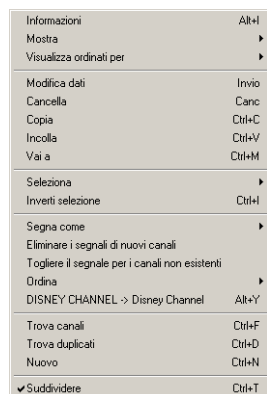 Informazioni Alt+I
Mostra
Visualizza ordinati per
Modifica dati Invio
Cancella Canc
Copia Ctrl+C
Incolla Ctrl+V
Vai a Ctrl+M
Seleziona
Inverti selezione Ctrl+I
Segna come
Eliminare i segnali di nuovi canali
Togliere il segnale per i canali non esistenti
Ordina
DISNEY CHANNEL -> Disney Channel Alt+Y
Trova canali Ctrl+F
Trova duplicati Ctrl+D
Nuovo Ctrl+N
✔Suddividere Ctrl+T